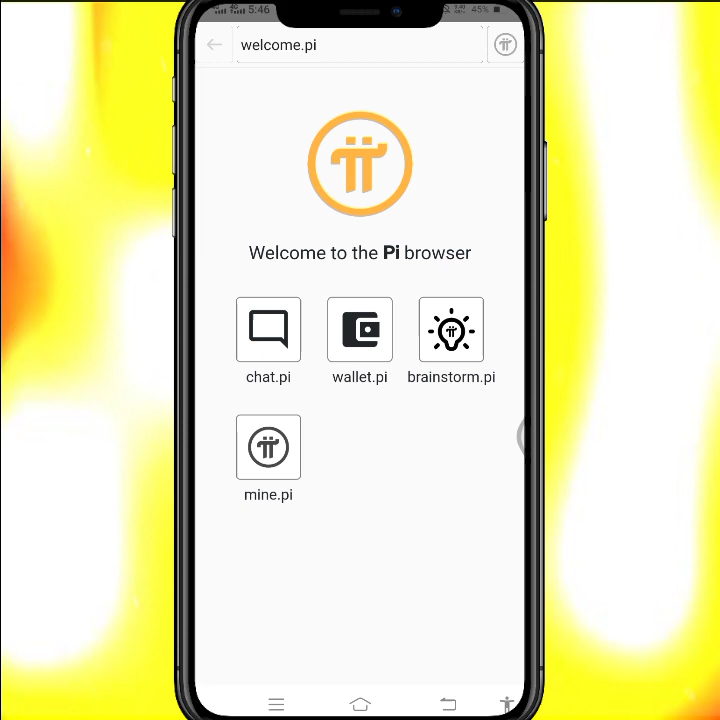 5:46 45%
welcome.pi
Welcome to the Pi browser
chat.pi wallet.pi brainstorm.pi
mine.pi